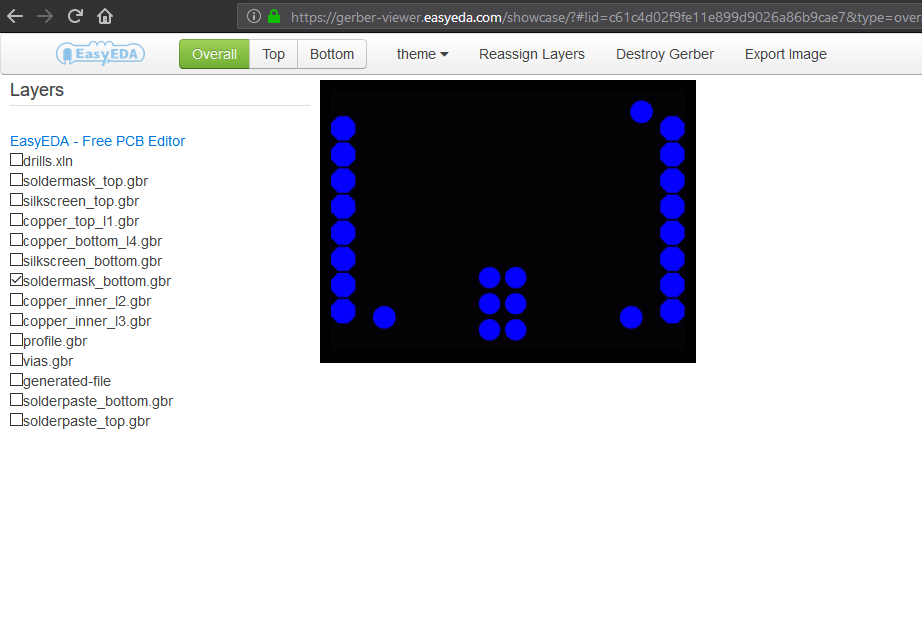 https://gerber-viewer.easyeda.com/showcase/?#lid=c61c4d02f9fe11e899d9026a86b9cae7&type=over
EasyEDA Overall Top Bottom theme Reassign Layers Destroy Gerber Export Image
Layers
EasyEDA - Free PCB Editor
drills.xln
soldermask_top.gbr
silkscreen_top.gbr
copper_top_l1.gbr
copper_bottom_l4.gbr
silkscreen_bottom.gbr
soldermask_bottom.gbr
copper_inner_l2.gbr
copper_inner_l3.gbr
profile.gbr
vias.gbr
generated-file
solderpaste_bottom.gbr
solderpaste_top.gbr